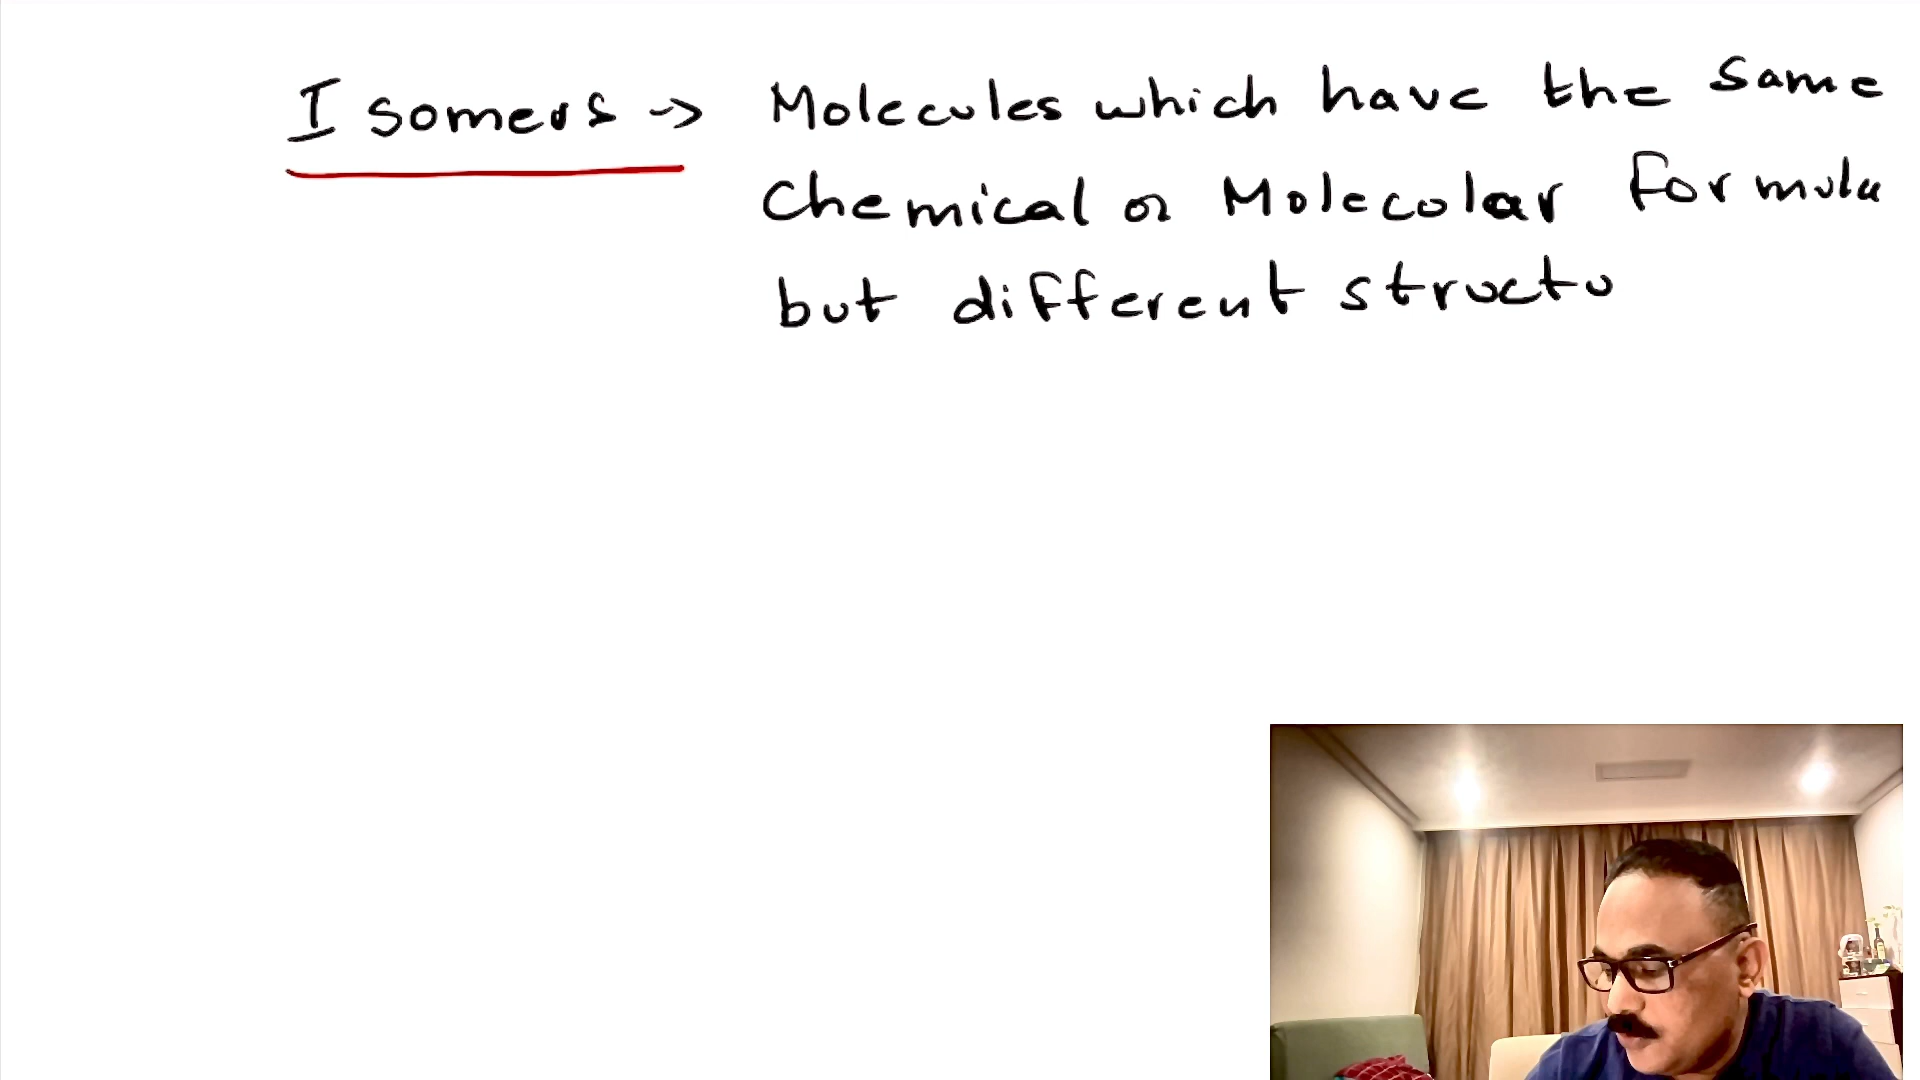 Isomers → Molecules which have the same
Chemical or Molecolar Formula
but different structu